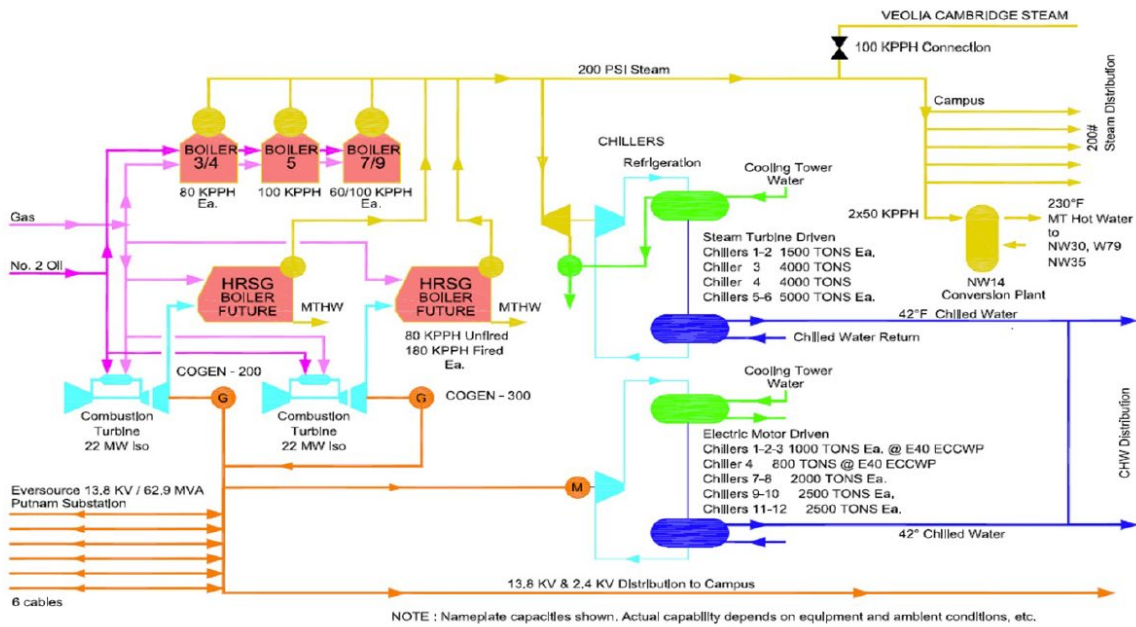 VEOLIA CAMBRIDGE STEAM
100 KPPH Connection
200 PSI Steam
Campus
200#
Steam Distribution
BOILER
3/4
BOILER
5
BOILER
7/9
80 KPPH
Ea.
100 KPPH
60/100 KPPH
Ea.
CHILLERS
Refrigeration
Cooling Tower
Water
Gas
No. 2 Oil
2x50 KPPH
230°F
MT Hot Water
to
NW30, W79
NW35
NW14
Conversion Plant
Steam Turbine Driven
Chillers 1-2 1500 TONS Ea.
Chiller 3 4000 TONS
Chiller 4 4000 TONS
Chillers 5-6 5000 TONS Ea.
HRSG
BOILER
FUTURE
MTHW
HRSG
BOILER
FUTURE
MTHW
80 KPPH Unfired
180 KPPH Fired
Ea.
42°F Chilled Water
Chilled Water Return
COGEN - 200
G
COGEN - 300
G
Combustion
Turbine
22 MW Iso
Combustion
Turbine
22 MW Iso
Cooling Tower
Water
CHW Distribution
Electric Motor Driven
Chillers 1-2-3 1000 TONS Ea. @ E40 ECCWP
Chiller 4 800 TONS @ E40 ECCWP
Chillers 7-8 2000 TONS Ea.
Chillers 9-10 2500 TONS Ea.
Chillers 11-12 2500 TONS Ea.
M
42° Chilled Water
Eversource 13.8 KV / 62.9 MVA
Putnam Substation
6 cables
13.8 KV & 2.4 KV Distribution to Campus
NOTE : Nameplate capacities shown. Actual capability depends on equipment and ambient conditions, etc.